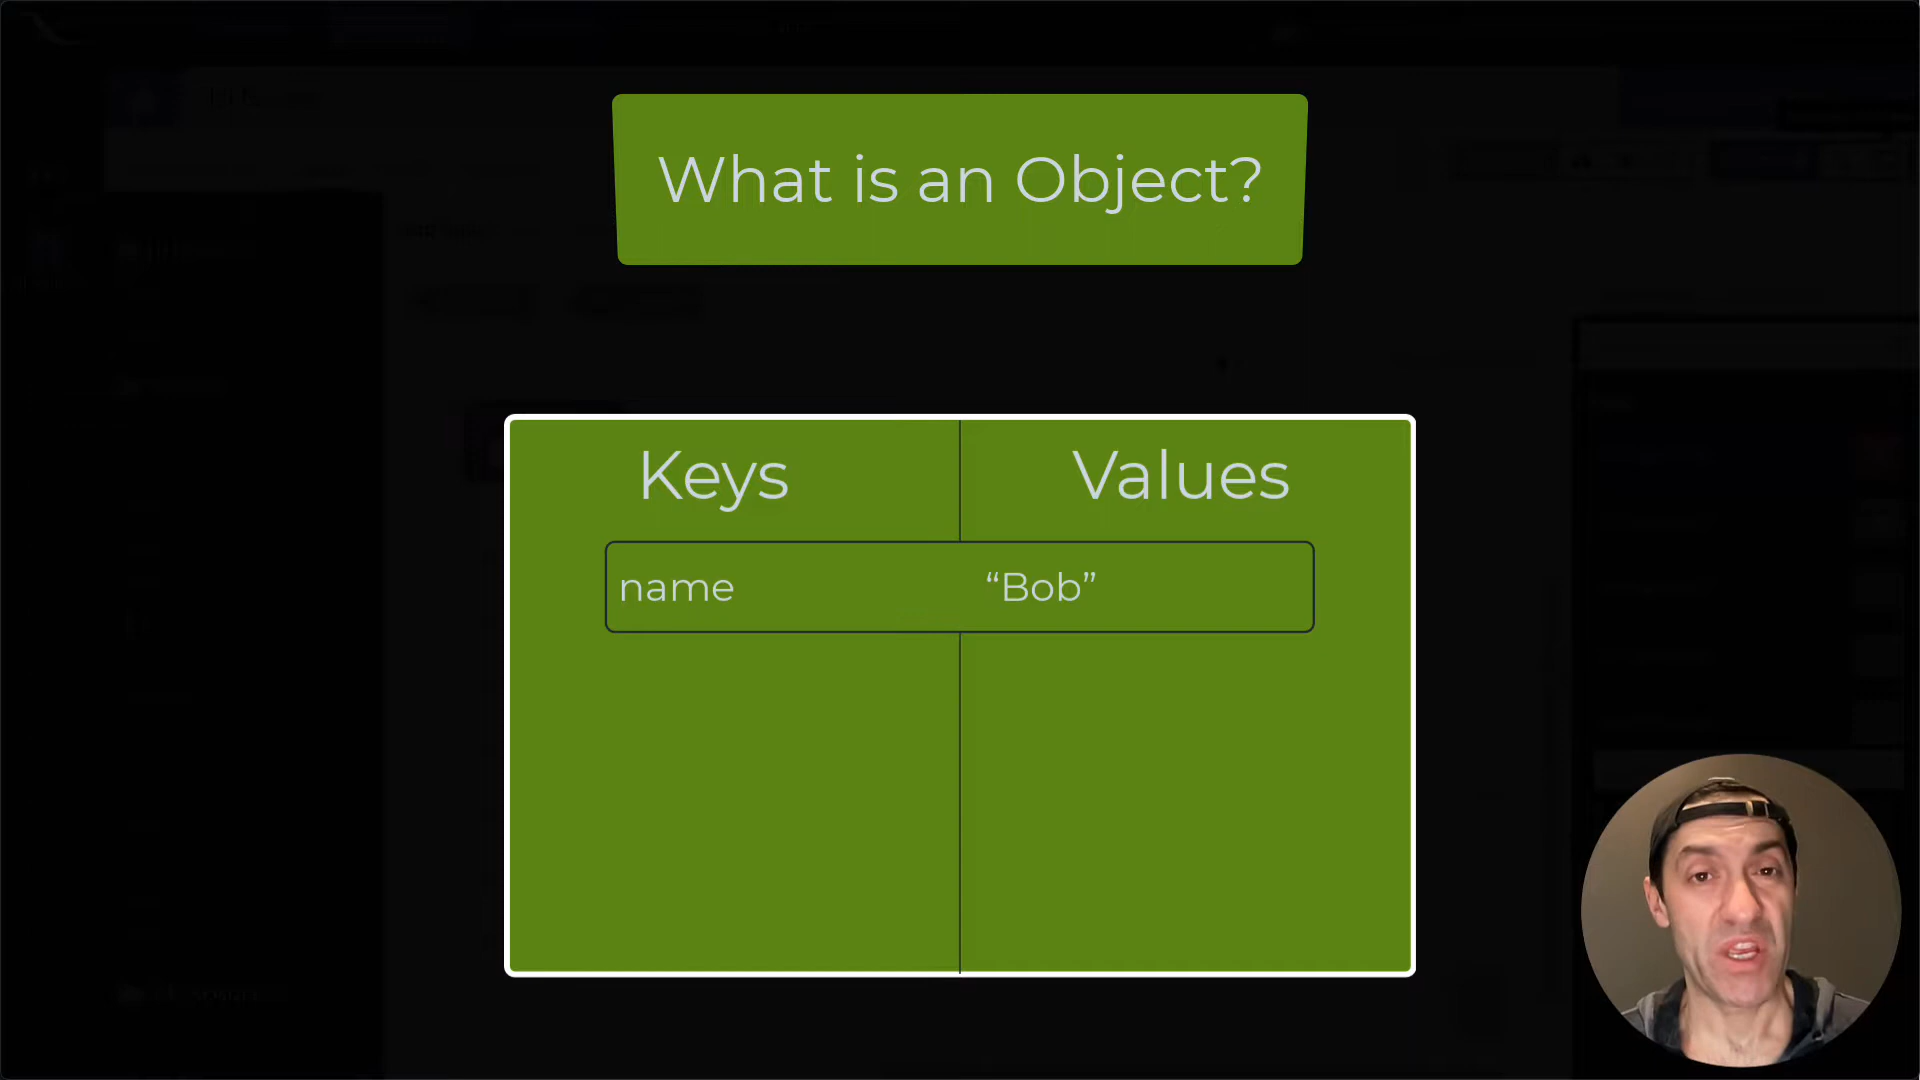 What is an Object?
Keys Values
name “Bob”